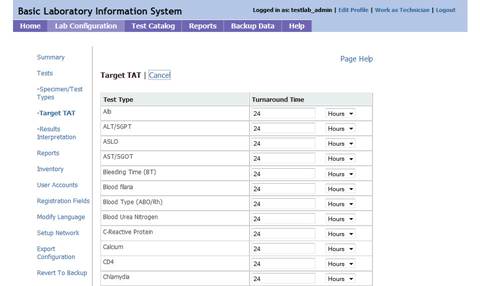 Basic Laboratory Information System
Logged in as: testlab_admin | Edit Profile | Work as Technician | Logout
Home Lab Configuration Test Catalog Reports Backup Data Help
Summary
Page Help
Tests
Target TAT | Cancel
-Specimen/Test
Types
-Target TAT
-Results
Interpretation
Reports
Inventory
User Accounts
Registration Fields
Modify Language
Setup Network
Export
Configuration
Revert To Backup
Test Type Turnaround Time
Alb 24 Hours
ALT/SGPT 24 Hours
ASLO 24 Hours
AST/SGOT 24 Hours
Bleeding Time (BT) 24 Hours
Blood filaria 24 Hours
Blood Type (ABO/Rh) 24 Hours
Blood Urea Nitrogen 24 Hours
C-Reactive Protein 24 Hours
Calcium 24 Hours
CD4 24 Hours
Chlamydia 24 Hours